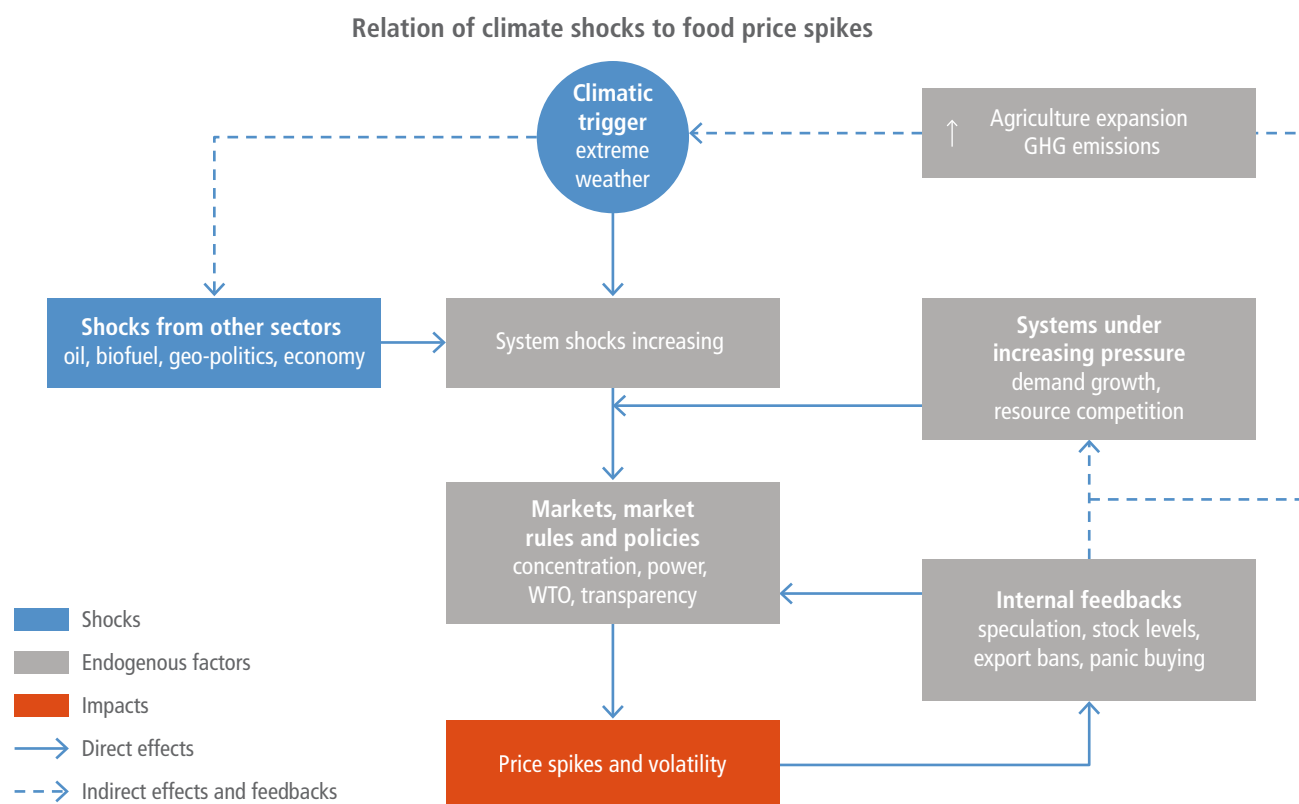 Relation of climate shocks to food price spikes
Climatic
trigger
extreme
weather
↑
Agriculture expansion
GHG emissions
Shocks from other sectors
oil, biofuel, geo-politics, economy
System shocks increasing
Systems under
increasing pressure
demand growth,
resource competition
Markets, market
rules and policies
concentration, power,
WTO, transparency
Internal feedbacks
speculation, stock levels,
export bans, panic buying
Price spikes and volatility
Shocks
Endogenous factors
Impacts
Direct effects
Indirect effects and feedbacks